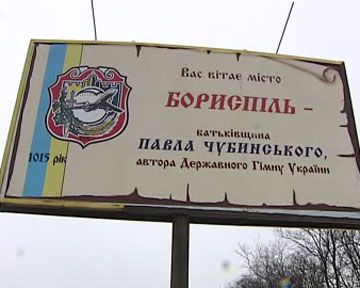 Вас вітає місто
БОРИСПІЛЬ -
батьківщина
ПАВЛА ЧУБИНСЬКОГО,
автора Державного Гімну України
1015 рік